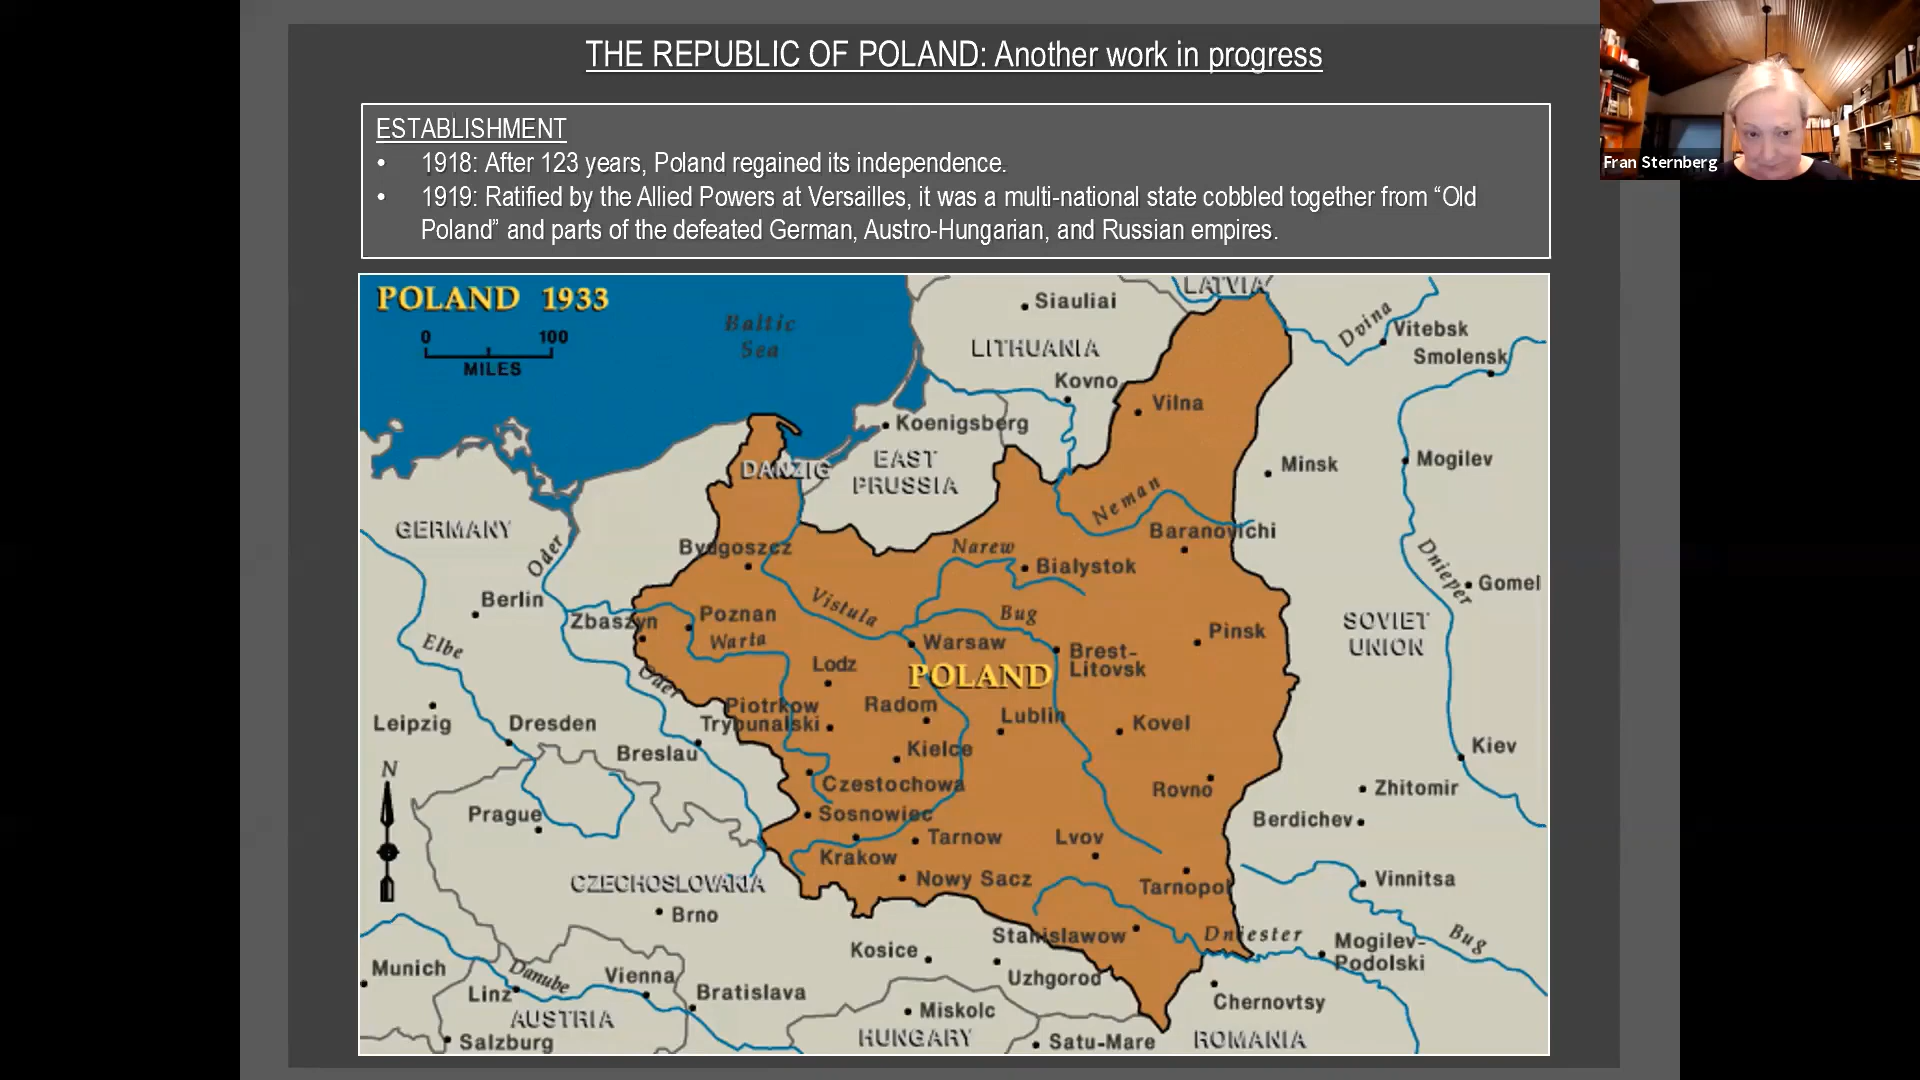 THE REPUBLIC OF POLAND: Another work in progress
Fran Sternberg
ESTABLISHMENT
• 1918: After 123 years, Poland regained its independence.
• 1919: Ratified by the Allied Powers at Versailles, it was a multi-national state cobbled together from “Old
Poland” and parts of the defeated German, Austro-Hungarian, and Russian empires.
POLAND 1933
0 100
MILES
Baltic
Sea
LATVIA
Siauliai
LITHUANIA
Kovno
Vilna
Dvina
Vitebsk
Smolensk
Koenigsberg
EAST
PRUSSIA
DANZIG
Minsk
Mogilev
Neman
Baranovichi
GERMANY
Oder
Bydgoszcz
Narew
Bialystok
Dnieper
Gomel
Berlin
Zbaszyn
Poznan
Warta
Vistula
Bug
Warsaw
POLAND
Brest-
Litovsk
Pinsk
SOVIET
UNION
Elbe
Oder
Lodz
Leipzig
Dresden
Breslau
Piotrkow
Trybunalski
Radom
Lublin
Kovel
Kielce
Kiev
N
Czestochowa
Rovno
Zhitomir
Prague
Sosnowiec
Berdichev
Krakow
Tarnow
Lvov
CZECHOSLOVAKIA
Nowy Sacz
Tarnopol
Vinnitsa
Brno
Stanislawow
Dniester
Mogilev-
Podolski
Bug
Kosice
Uzhgorod
Munich
Linz
Danube
Vienna
Bratislava
Chernovtsy
AUSTRIA
Miskolc
HUNGARY
Salzburg
Satu-Mare
ROMANIA